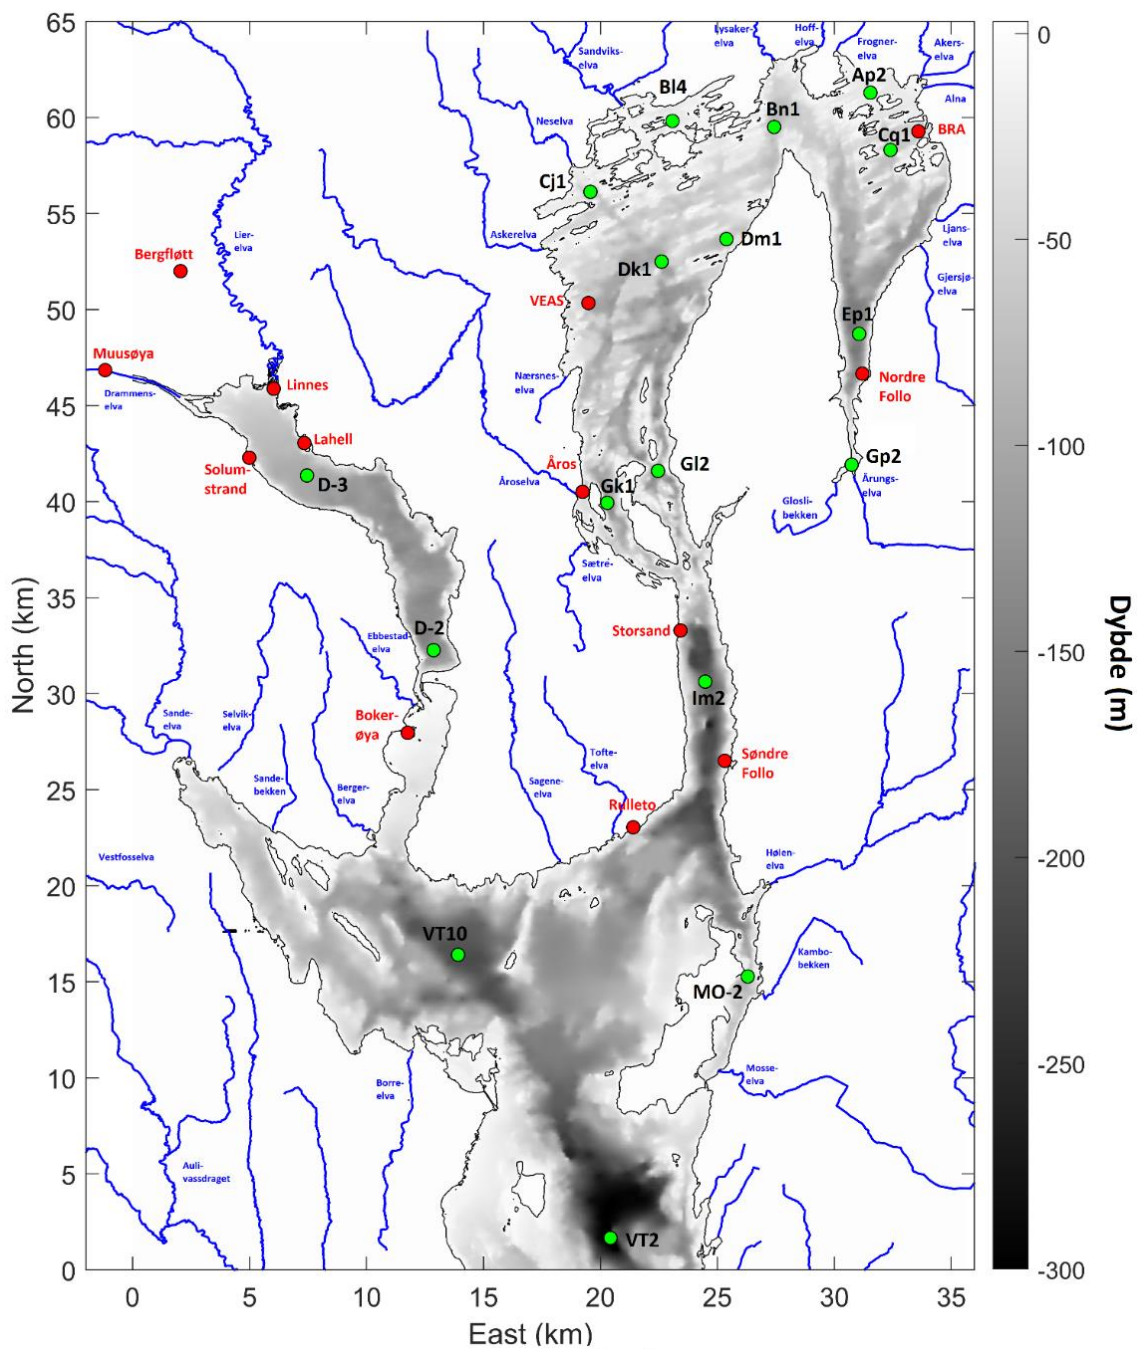 65
60
55
50
45
40
35
30
25
20
15
10
5
0
North (km)
0
5
10
15
20
25
30
35
East (km)
0
-50
-100
-150
-200
-250
-300
Dybde (m)
Lysaker-
elva
Hoff-
elva
Frogner-
elva
Akers-
elva
Sandviks-
elva
Bl4
Ap2
Alna
Bn1
Neselva
Cq1
BRA
Cj1
Lier-
elva
Askerelva
Dm1
Ljans-
elva
Bergfløtt
Dk1
Gjersjø-
elva
VEAS
Ep1
Muusøya
Linnes
Nærsnes-
elva
Nordre
Follo
Drammens-
elva
Lahell
Solum-
strand
D-3
Åros
Gl2
Gp2
Åroselva
Gk1
Årungs-
elva
Glosli-
bekken
Sætre-
elva
D-2
Ebbestad-
elva
Storsand
Im2
Boker-
øya
Sande-
elva
Selvik-
elva
Tofte-
elva
Søndre
Follo
Sande-
bekken
Berger-
elva
Sagene-
elva
Rulleto
Vestfosselva
Hølen-
elva
VT10
Kambo-
bekken
MO-2
Borre-
elva
Mosse-
elva
Auli-
vassdraget
VT2